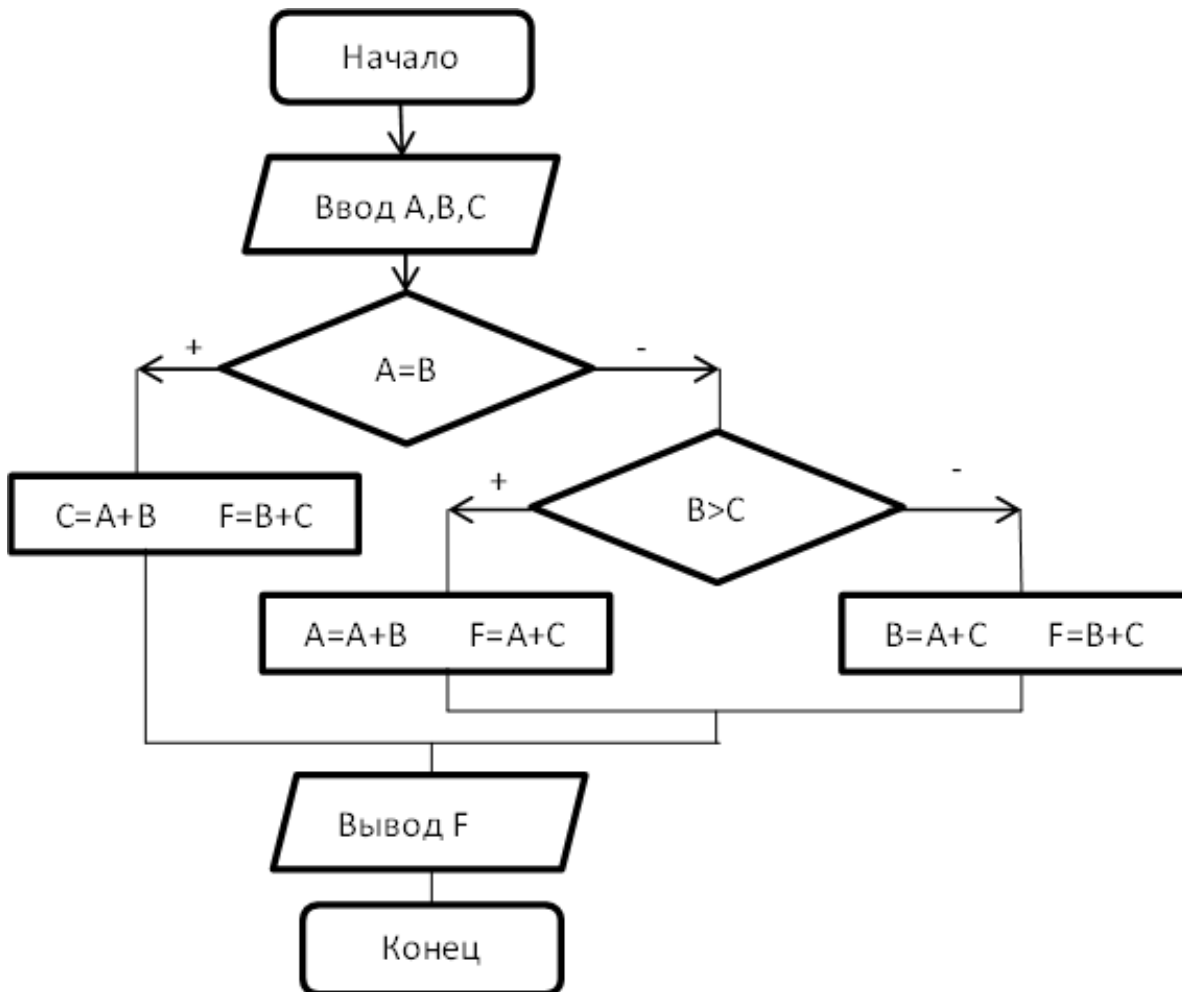 Начало
Ввод A,B,C
+ -
A=B
+ -
B>C
C=A+B F=B+C
A=A+B F=A+C
B=A+C F=B+C
Вывод F
Конец